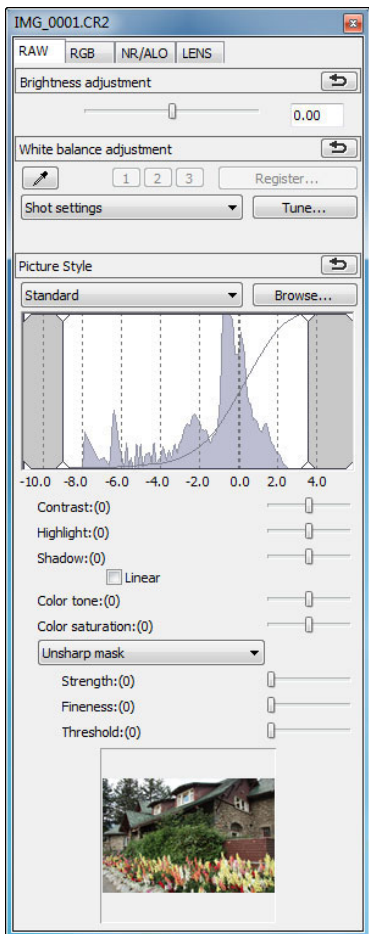 IMG_0001.CR2
RAW RGB NR/ALO LENS
Brightness adjustment
0.00
White balance adjustment
1 2 3 Register...
Shot settings Tune...
Picture Style
Standard Browse...
-10.0 -8.0 -6.0 -4.0 -2.0 0.0 2.0 4.0
Contrast:(0)
Highlight:(0)
Shadow:(0)
Linear
Color tone:(0)
Color saturation:(0)
Unsharp mask
Strength:(0)
Fineness:(0)
Threshold:(0)